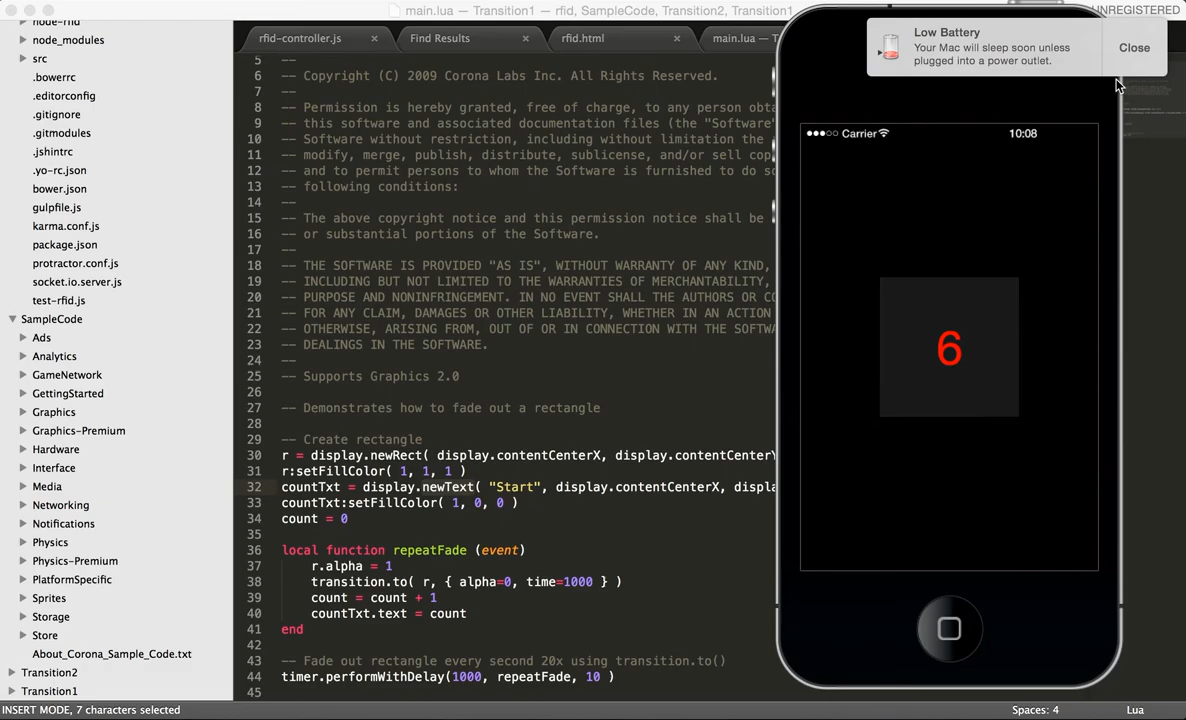 main.lua — Transition1 — rfid, SampleCode, Transition2, Transition1
UNREGISTERED
node_modules
src
.bowerrc
.editorconfig
.gitignore
.gitmodules
.jshintrc
.yo-rc.json
bower.json
gulpfile.js
karma.conf.js
package.json
protractor.conf.js
socket.io.server.js
test-rfid.js
SampleCode
Ads
Analytics
GameNetwork
GettingStarted
Graphics
Graphics-Premium
Hardware
Interface
Media
Networking
Notifications
Physics
Physics-Premium
PlatformSpecific
Sprites
Storage
Store
About_Corona_Sample_Code.txt
Transition2
Transition1
rfid-controller.js
Find Results
rfid.html
main.lua — T
5 --
6 -- Copyright (C) 2009 Corona Labs Inc. All Rights Reserved.
7 --
8 -- Permission is hereby granted, free of charge, to any person obta
9 -- this software and associated documentation files (the "Software"
10 -- Software without restriction, including without limitation the
11 -- modify, merge, publish, distribute, sublicense, and/or sell cop
12 -- and to permit persons to whom the Software is furnished to do so
13 -- following conditions:
14 --
15 -- The above copyright notice and this permission notice shall be
16 -- or substantial portions of the Software.
17 --
18 -- THE SOFTWARE IS PROVIDED "AS IS", WITHOUT WARRANTY OF ANY KIND,
19 -- INCLUDING BUT NOT LIMITED TO THE WARRANTIES OF MERCHANTABILITY,
20 -- PURPOSE AND NONINFRINGEMENT. IN NO EVENT SHALL THE AUTHORS OR CO
21 -- FOR ANY CLAIM, DAMAGES OR OTHER LIABILITY, WHETHER IN AN ACTION
22 -- OTHERWISE, ARISING FROM, OUT OF OR IN CONNECTION WITH THE SOFTWA
23 -- DEALINGS IN THE SOFTWARE.
24 --
25 -- Supports Graphics 2.0
26
27 -- Demonstrates how to fade out a rectangle
28
29 -- Create rectangle
30 r = display.newRect( display.contentCenterX, display.contentCenterY
31 r:setFillColor( 1, 1, 1 )
32 countTxt = display.newText( "Start", display.contentCenterX, displa
33 countTxt:setFillColor( 1, 0, 0 )
34 count = 0
35
36 local function repeatFade (event)
37 r.alpha = 1
38 transition.to( r, { alpha=0, time=1000 } )
39 count = count + 1
40 countTxt.text = count
41 end
42
43 -- Fade out rectangle every second 20x using transition.to()
44 timer.performWithDelay(1000, repeatFade, 10 )
45
Low Battery
Your Mac will sleep soon unless
plugged into a power outlet.
Close
Carrier
10:08
6
INSERT MODE, 7 characters selected
Spaces: 4
Lua